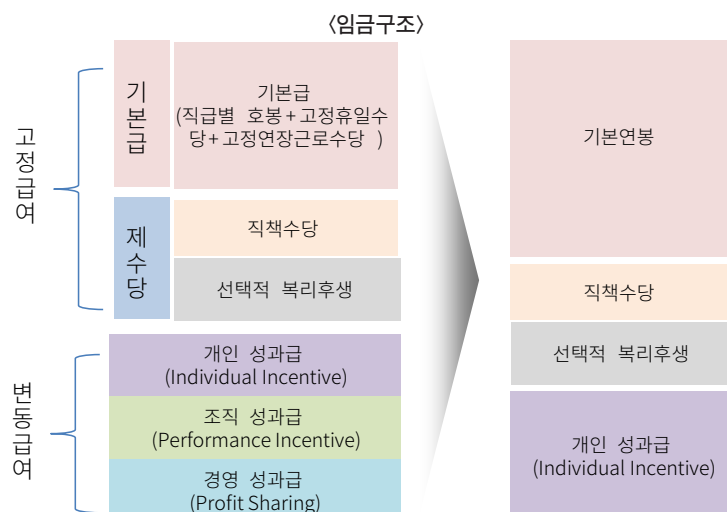 〈임금구조〉
고정급여
기본급
기본급
(직급별 호봉 + 고정휴일수
당 + 고정연장근로수당 )
제수당
직책수당
선택적 복리후생
변동급여
개인 성과급
(Individual Incentive)
조직 성과급
(Performance Incentive)
경영 성과급
(Profit Sharing)
기본연봉
직책수당
선택적 복리후생
개인 성과급
(Individual Incentive)